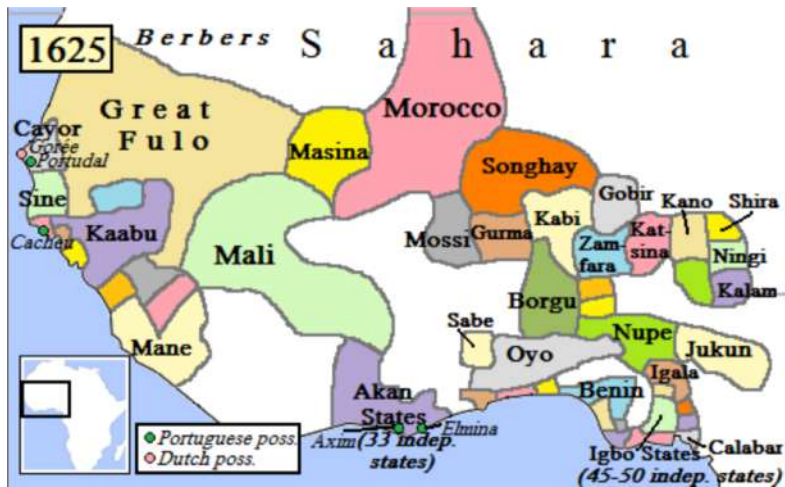 1625
Berbers
Sahara
Great
Fulo
Morocco
Cayor
Gorée
Portudal
Masina
Songhay
Sine
Gobir
Kano
Shira
Kabi
Cacheu
Kaabu
Mali
Mossi
Gurma
Zam-
fara
Kat-
sina
Ningi
Kalam
Borgu
Mane
Sabe
Oyo
Nupe
Jukun
Igala
Akan
States
Benin
Axim
(33 indep.
states)
Elmina
Igbo States
(45-50 indep. states)
Calabar
Portuguese poss.
Dutch poss.